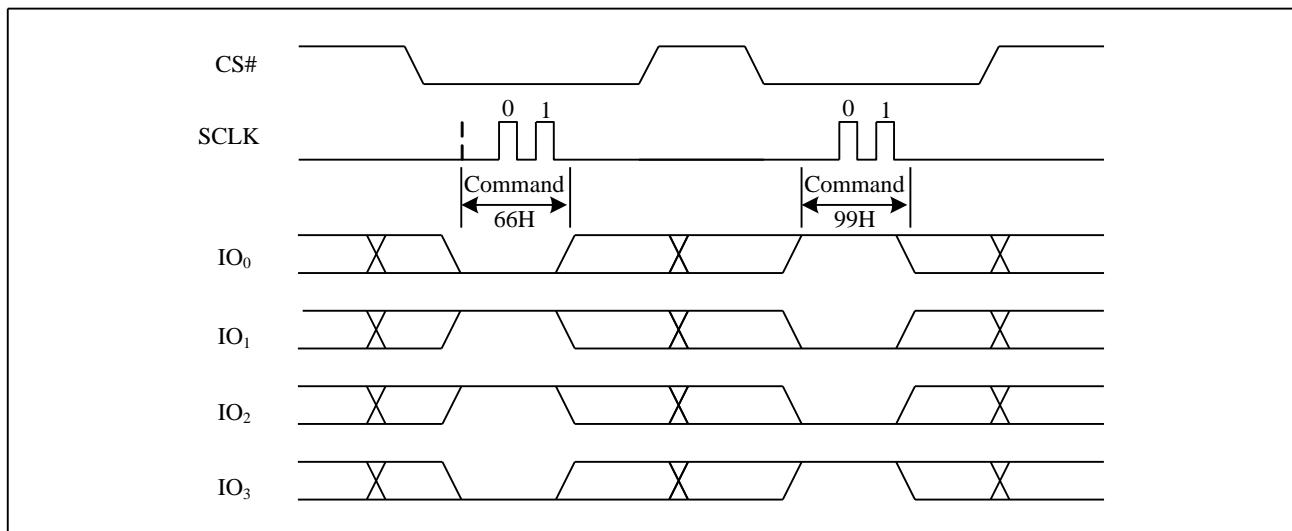 CS#
SCLK
0 1
0 1
Command
66H
Command
99H
IO₀
IO₁
IO₂
IO₃